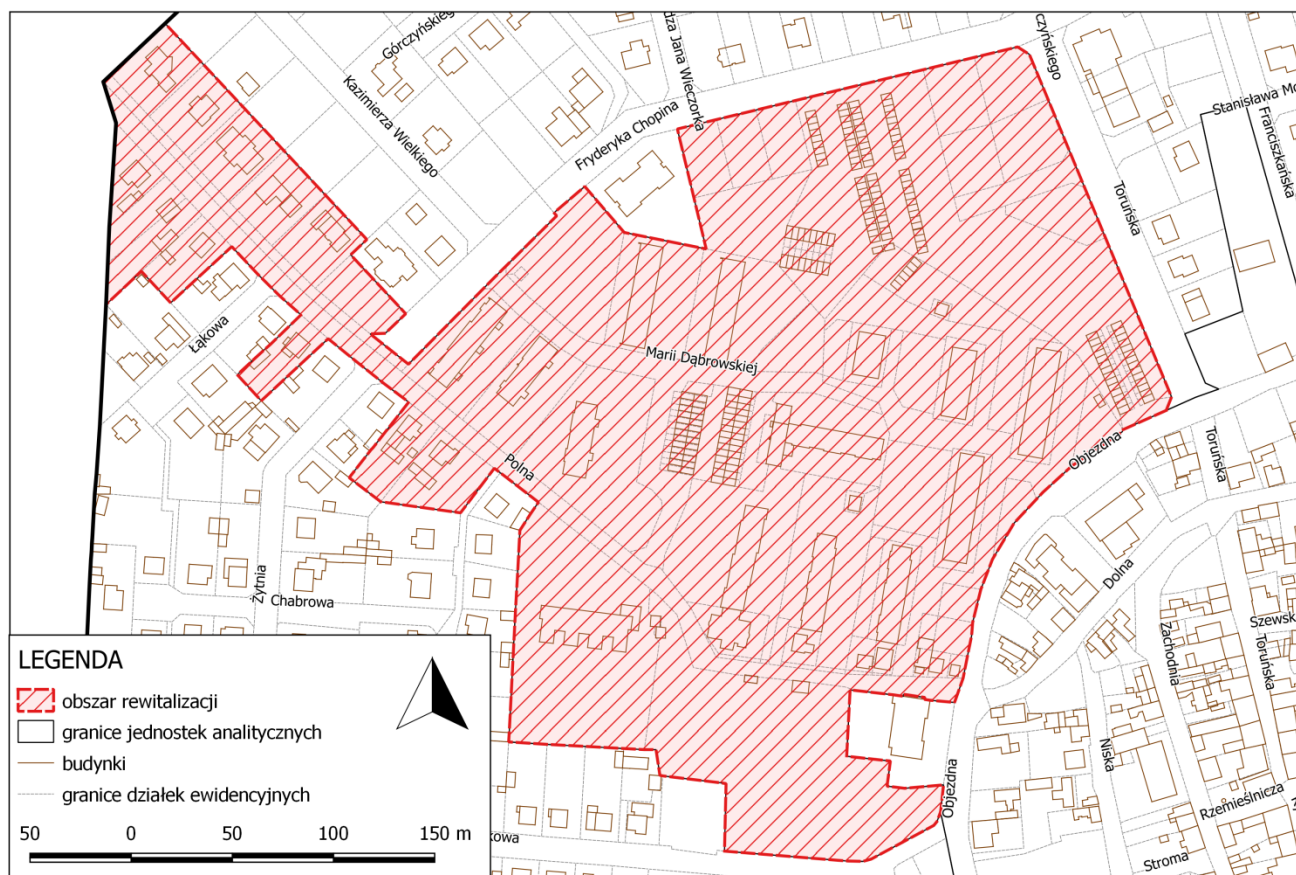 Górczyńskieg
Kazimierza Wielkiego
Fryderyka Chopina
dza Jana Wieczorka
czyńskiego
Stanisława Mo
Franciszkańska
Toruńska
Łąkowa
Marii Dąbrowskiej
Polna
Objezdna
Toruńska
Dolna
Żytnia
Chabrowa
Zachodnia
Szewsk
Toruńska
Niska
Objezdna
Rzemieślnicza
Stroma
kowa
LEGENDA
obszar rewitalizacji
granice jednostek analitycznych
budynki
granice działek ewidencyjnych
50 0 50 100 150 m